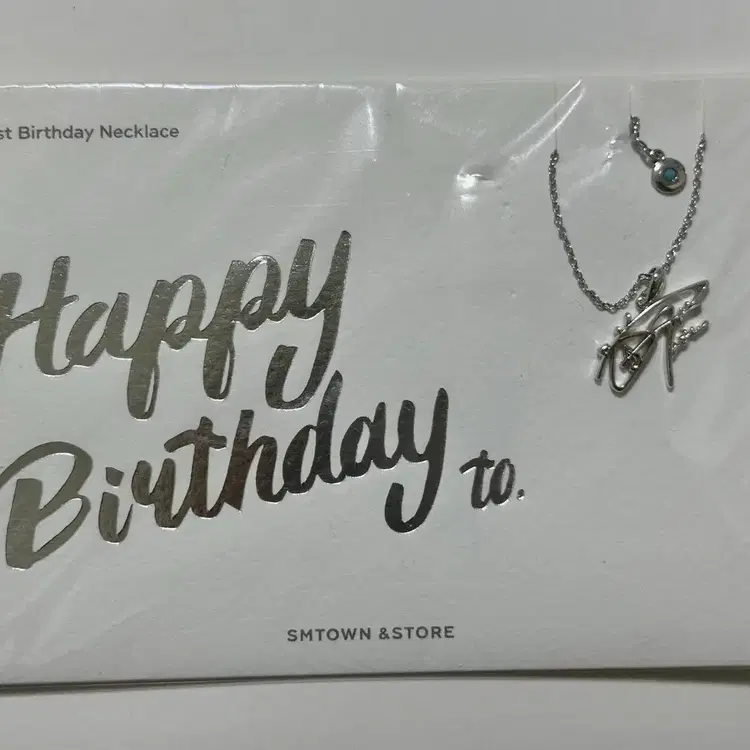 st Birthday Necklace
Happy
Birthday to.
SMTOWN &STORE